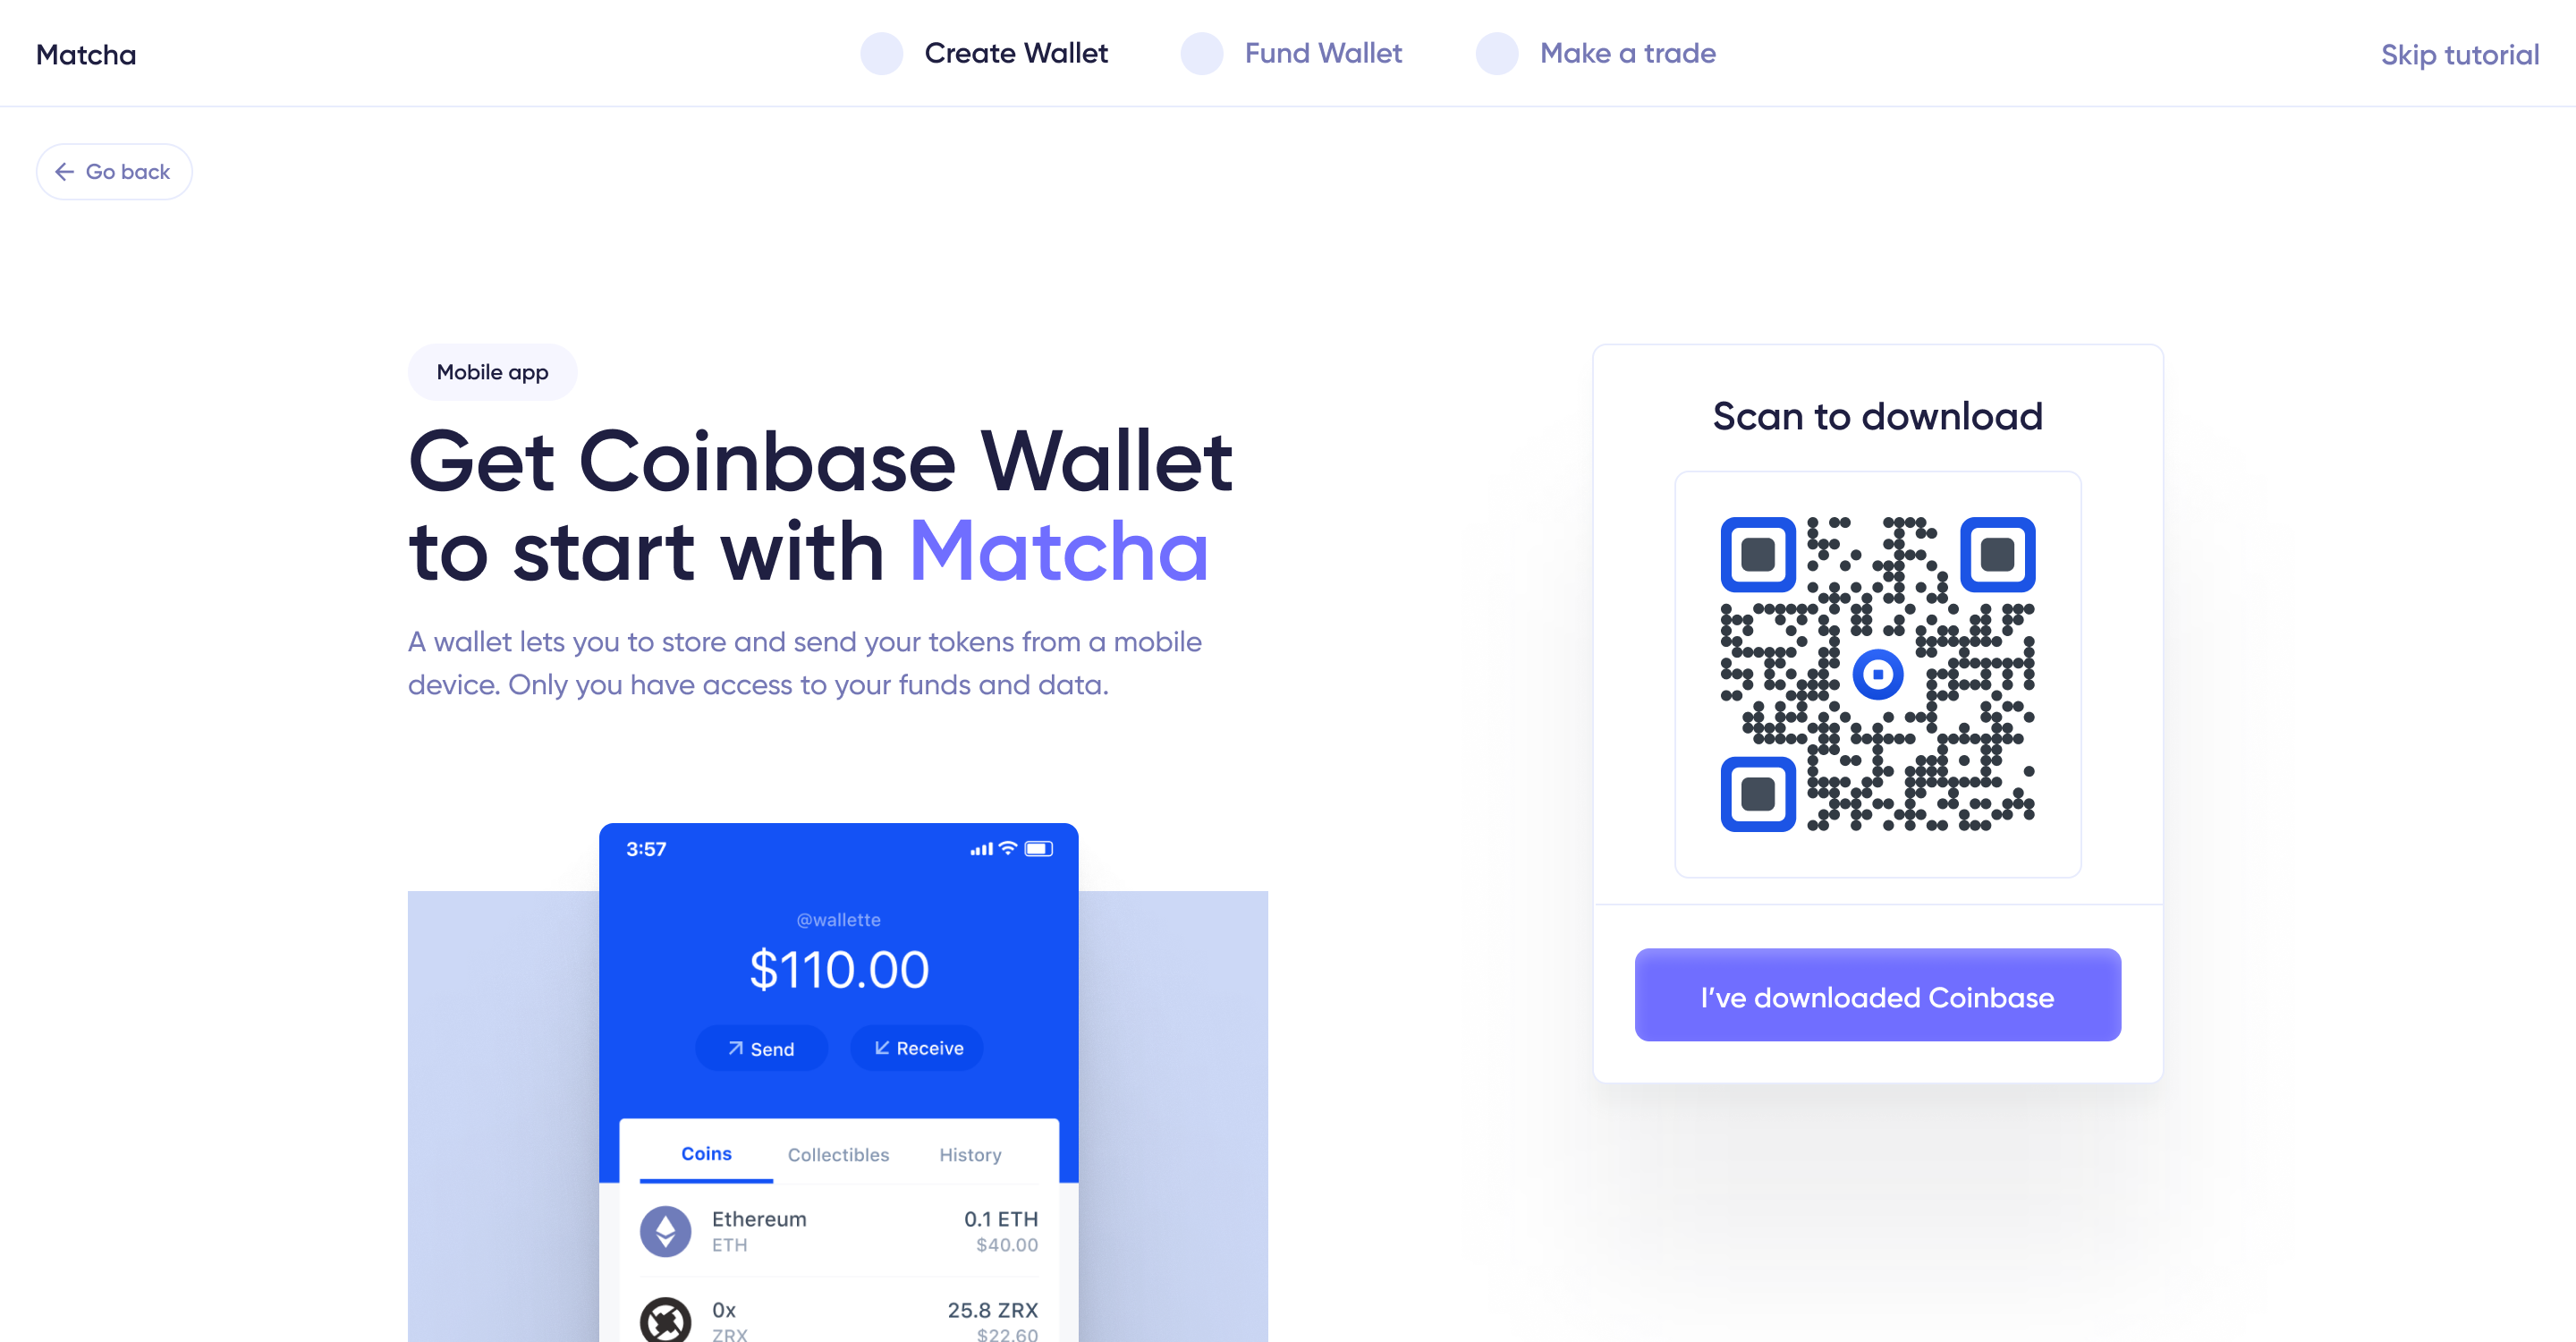 Matcha
Create Wallet
Fund Wallet
Make a trade
Skip tutorial
Go back
Mobile app
Get Coinbase Wallet
to start with Matcha
A wallet lets you to store and send your tokens from a mobile
device. Only you have access to your funds and data.
3:57
@wallette
$110.00
Send
Receive
Coins
Collectibles
History
Ethereum
0.1 ETH
ETH
$40.00
0x
25.8 ZRX
ZRX
$22.60
Scan to download
I’ve downloaded Coinbase